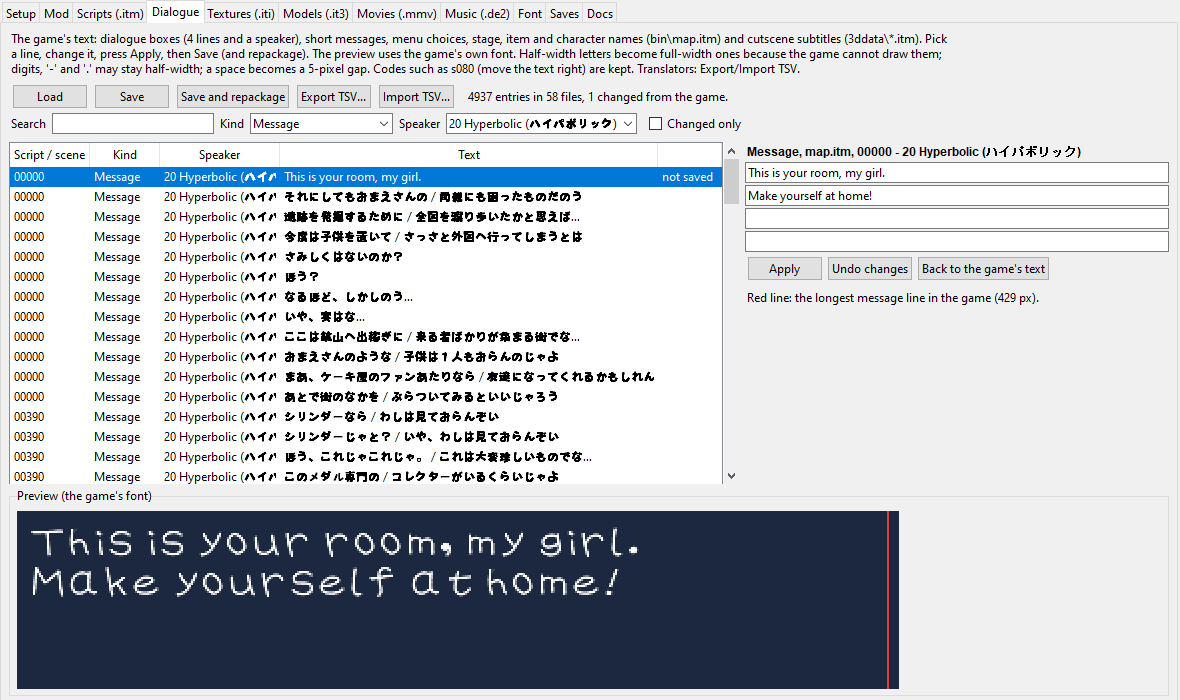 Setup Mod Scripts (.itm) Dialogue Textures (.iti) Models (.it3) Movies (.mmv) Music (.de2) Font Saves Docs
The game's text: dialogue boxes (4 lines and a speaker), short messages, menu choices, stage, item and character names (bin\map.itm) and cutscene subtitles (3ddata\*.itm). Pick
a line, change it, press Apply, then Save (and repackage). The preview uses the game's own font. Half-width letters become full-width ones because the game cannot draw them;
digits, '-' and '.' may stay half-width; a space becomes a 5-pixel gap. Codes such as s080 (move the text right) are kept. Translators: Export/Import TSV.
Load Save Save and repackage Export TSV... Import TSV... 4937 entries in 58 files, 1 changed from the game.
Search Kind Message Speaker 20 Hyperbolic (ハイパボリック) Changed only
Script / scene Kind Speaker Text
00000 Message 20 Hyperbolic (ハイパ This is your room, my girl. not saved
00000 Message 20 Hyperbolic (ハイパ それにしてもおまえさんの / 両親にも困ったものだのう
00000 Message 20 Hyperbolic (ハイパ 遺跡を発掘するために / 全国を渡り歩いたかと思えば...
00000 Message 20 Hyperbolic (ハイパ 今度は子供を置いて / さっさと外国へ行ってしまうとは
00000 Message 20 Hyperbolic (ハイパ さみしくはないのか？
00000 Message 20 Hyperbolic (ハイパ ほう？
00000 Message 20 Hyperbolic (ハイパ なるほど、しかしのう...
00000 Message 20 Hyperbolic (ハイパ いや、実はな...
00000 Message 20 Hyperbolic (ハイパ ここは鉱山へ出稼ぎに / 来る者ばかりが集まる街でな...
00000 Message 20 Hyperbolic (ハイパ おまえさんのような / 子供は１人もおらんのじゃよ
00000 Message 20 Hyperbolic (ハイパ まあ、ケーキ屋のファンあたりなら / 友達になってくれるかもしれん
00000 Message 20 Hyperbolic (ハイパ あとで街のなかを / ぶらついてみるといいじゃろう
00390 Message 20 Hyperbolic (ハイパ シリンダーなら / わしは見ておらんぞい
00390 Message 20 Hyperbolic (ハイパ シリンダーじゃと？ / いや、わしは見ておらんぞい
00390 Message 20 Hyperbolic (ハイパ ほう、これじゃこれじゃ。 / これは大変珍しいものでな...
00390 Message 20 Hyperbolic (ハイパ このメダル専門の / コレクターがいるくらいじゃよ
Message, map.itm, 00000 - 20 Hyperbolic (ハイパボリック)
This is your room, my girl.
Make yourself at home!
Apply Undo changes Back to the game's text
Red line: the longest message line in the game (429 px).
Preview (the game's font)
This is your room, my girl.
Make yourself at home!